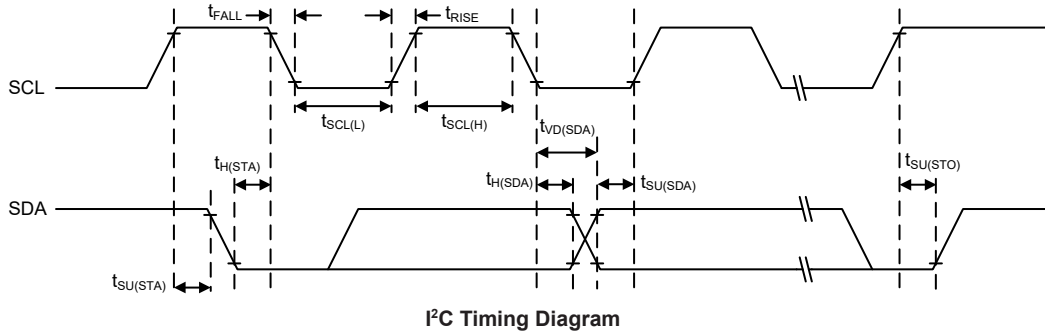 tFALL tRISE
SCL
tSCL(L) tSCL(H)
tVD(SDA)
tH(STA) tH(SDA) tSU(SDA) tSU(STO)
SDA
tSU(STA)
I²C Timing Diagram